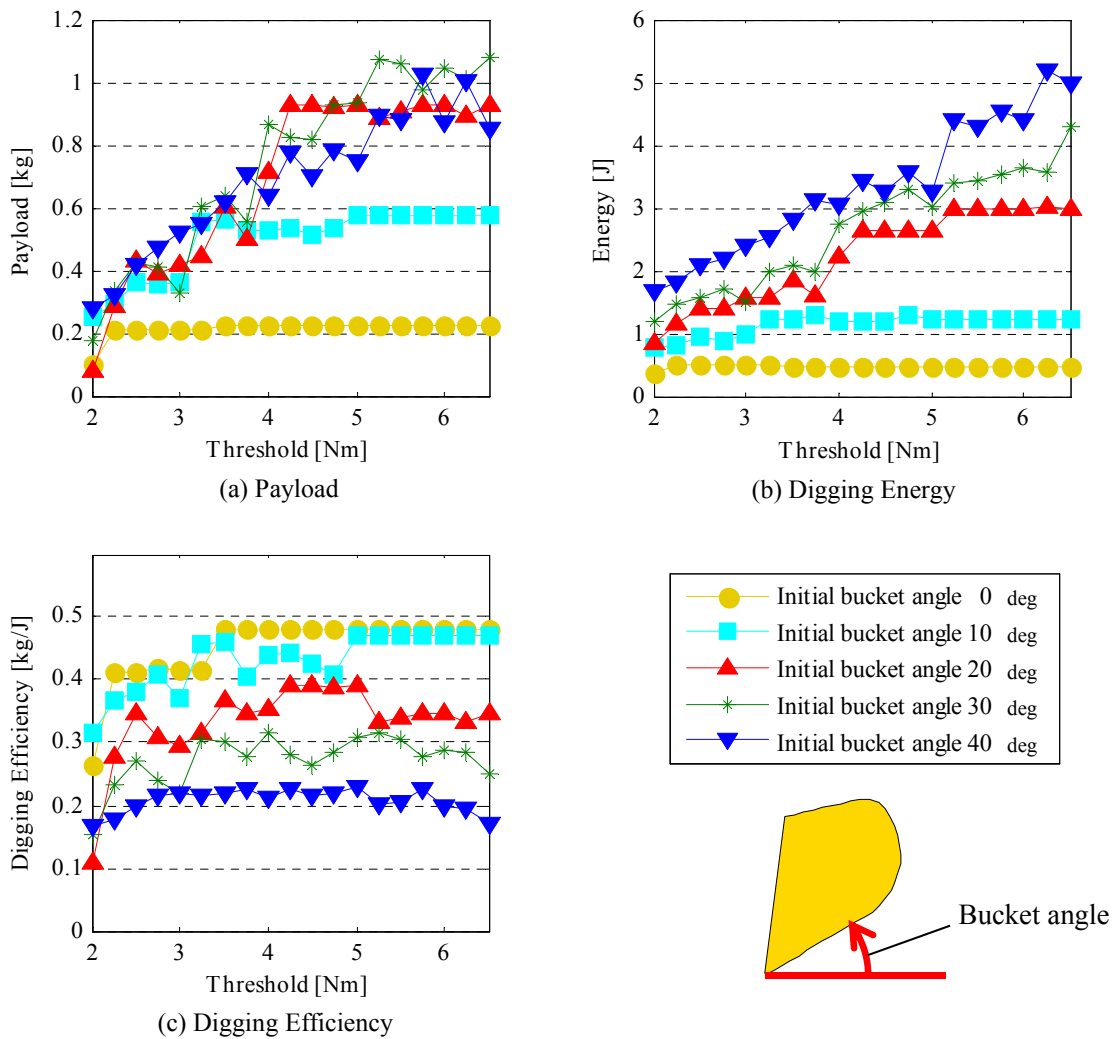 1.2
1
0.8
0.6
0.4
0.2
0
Payload [kg]
2 3 4 5 6
Threshold [Nm]
(a) Payload
6
5
4
3
2
1
0
Energy [J]
2 3 4 5 6
Threshold [Nm]
(b) Digging Energy
0.5
0.4
0.3
0.2
0.1
0
Digging Efficiency [kg/J]
2 3 4 5 6
Threshold [Nm]
(c) Digging Efficiency
Initial bucket angle 0 deg
Initial bucket angle 10 deg
Initial bucket angle 20 deg
Initial bucket angle 30 deg
Initial bucket angle 40 deg
Bucket angle